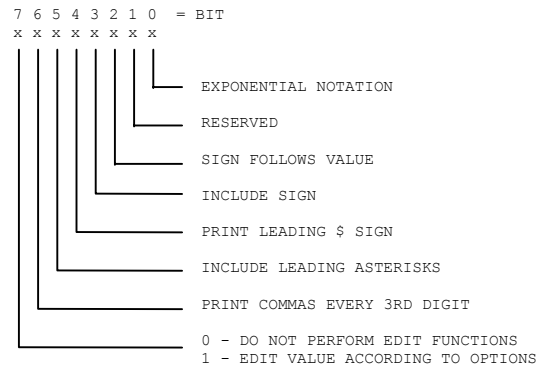 7 6 5 4 3 2 1 0 = BIT
x x x x x x x x
EXPONENTIAL NOTATION
RESERVED
SIGN FOLLOWS VALUE
INCLUDE SIGN
PRINT LEADING $ SIGN
INCLUDE LEADING ASTERISKS
PRINT COMMAS EVERY 3RD DIGIT
0 - DO NOT PERFORM EDIT FUNCTIONS
1 - EDIT VALUE ACCORDING TO OPTIONS